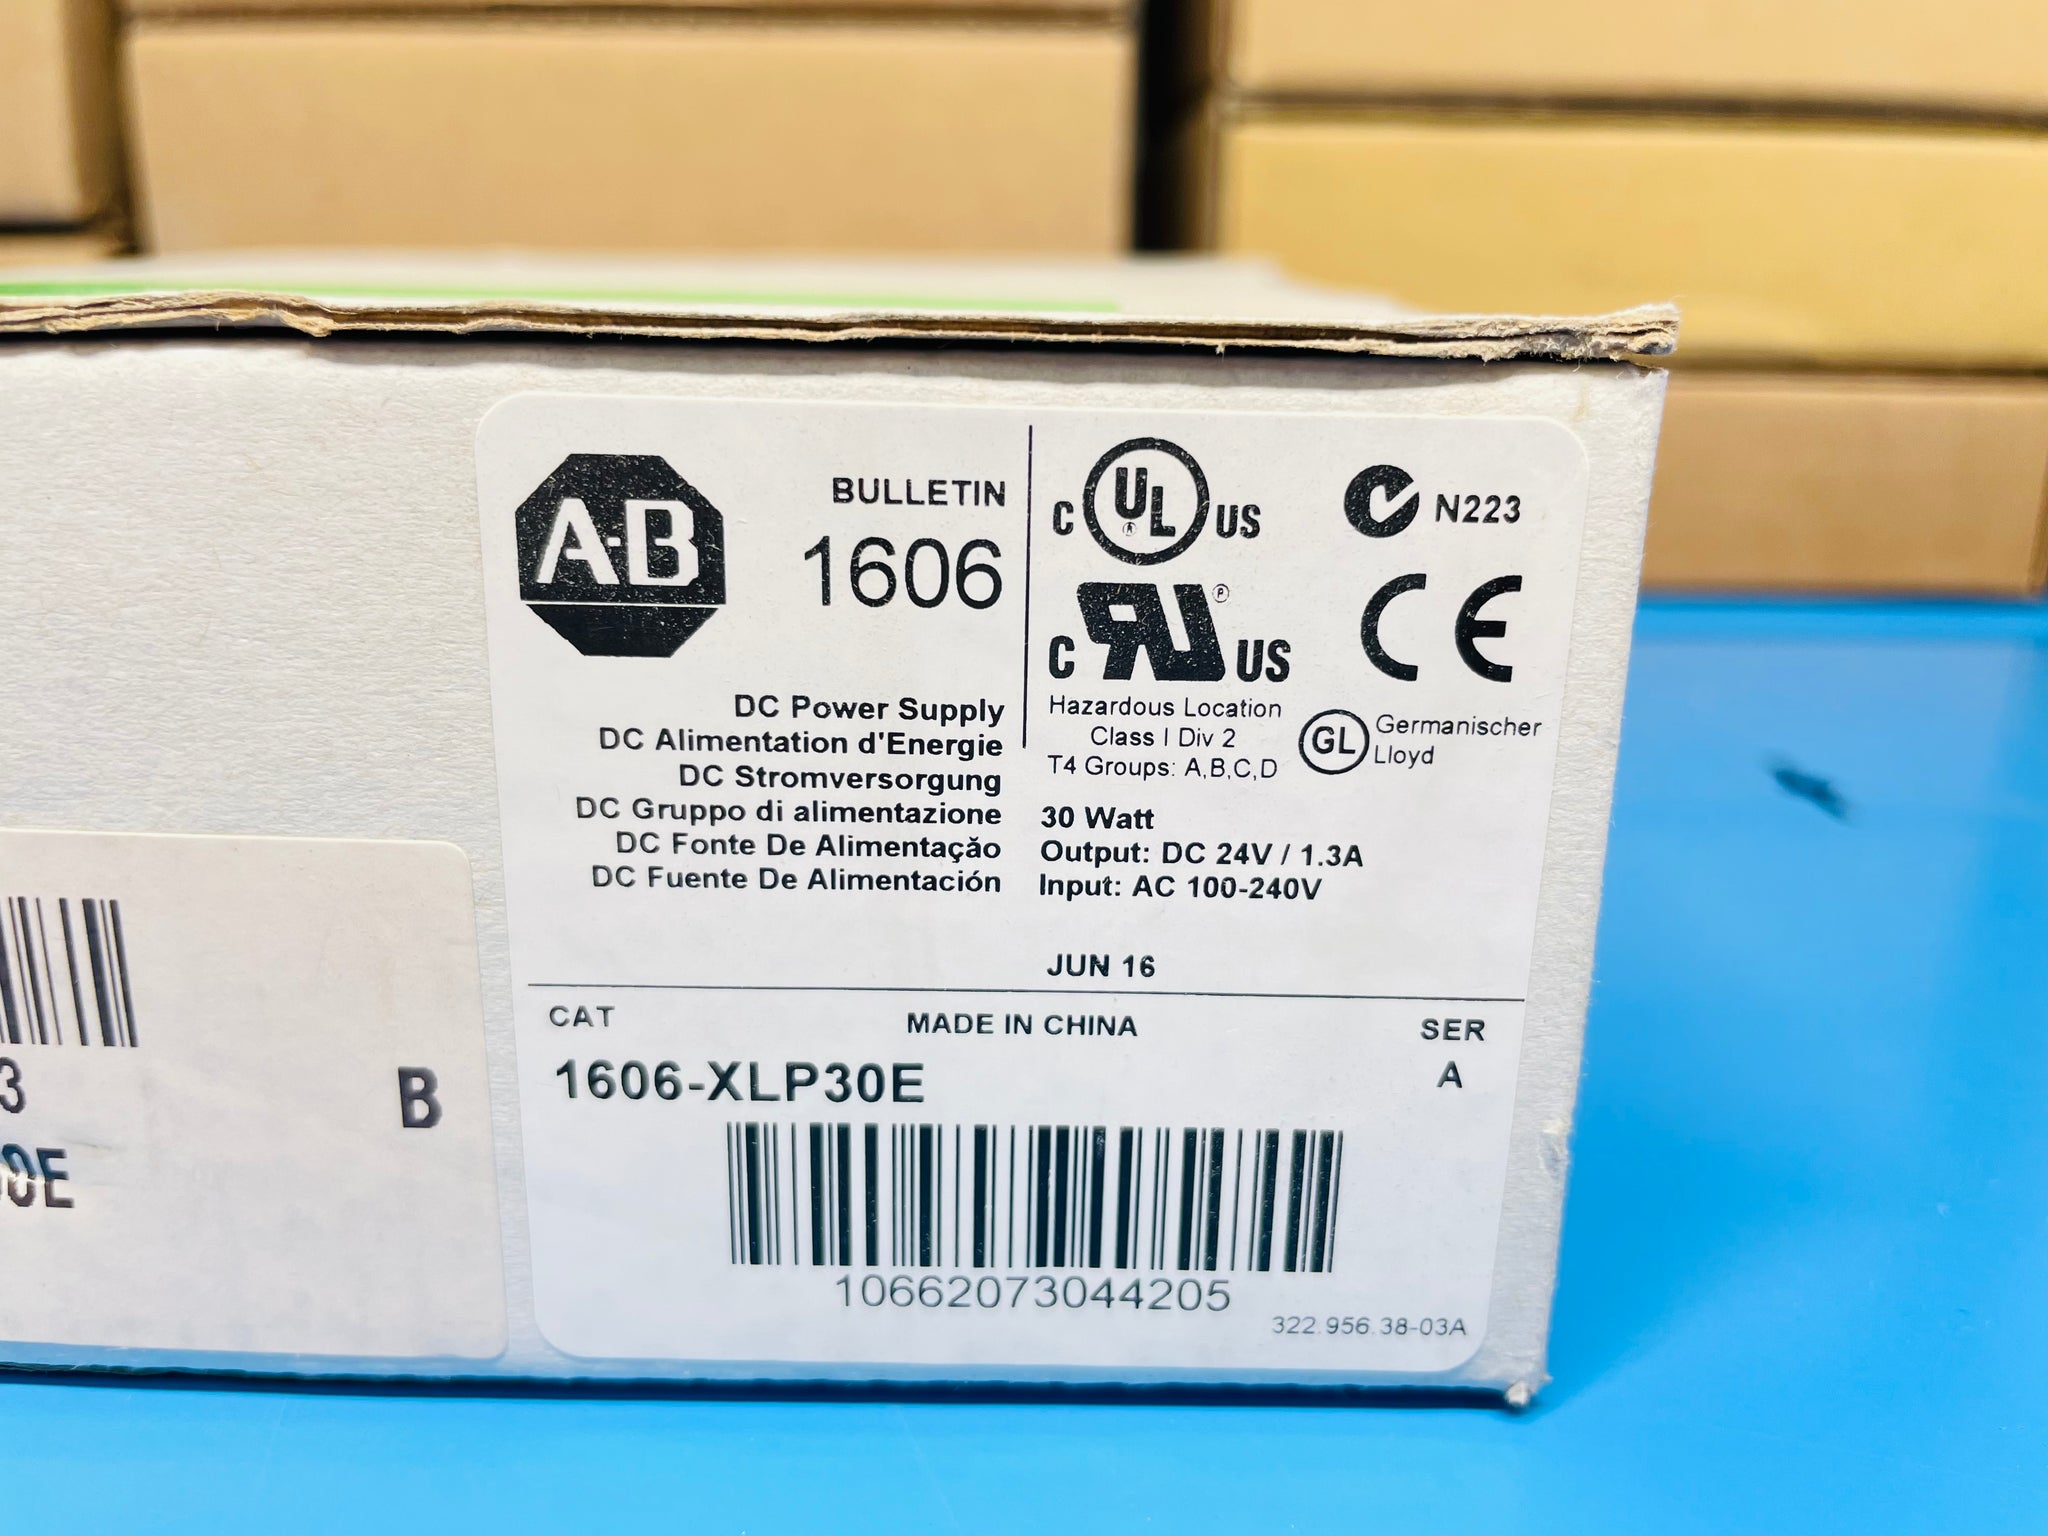 A-B
BULLETIN
1606
DC Power Supply
DC Alimentation d'Energie
DC Stromversorgung
DC Gruppo di alimentazione
DC Fonte De Alimentaçăo
DC Fuente De Alimentación
C UL US
N223
C RU US
CE
Hazardous Location
Class I Div 2
T4 Groups: A,B,C,D
GL Germanischer
Lloyd
30 Watt
Output: DC 24V / 1.3A
Input: AC 100-240V
JUN 16
CAT
MADE IN CHINA
SER
1606-XLP30E
A
10662073044205
322.956.38-03A
3
B
0E